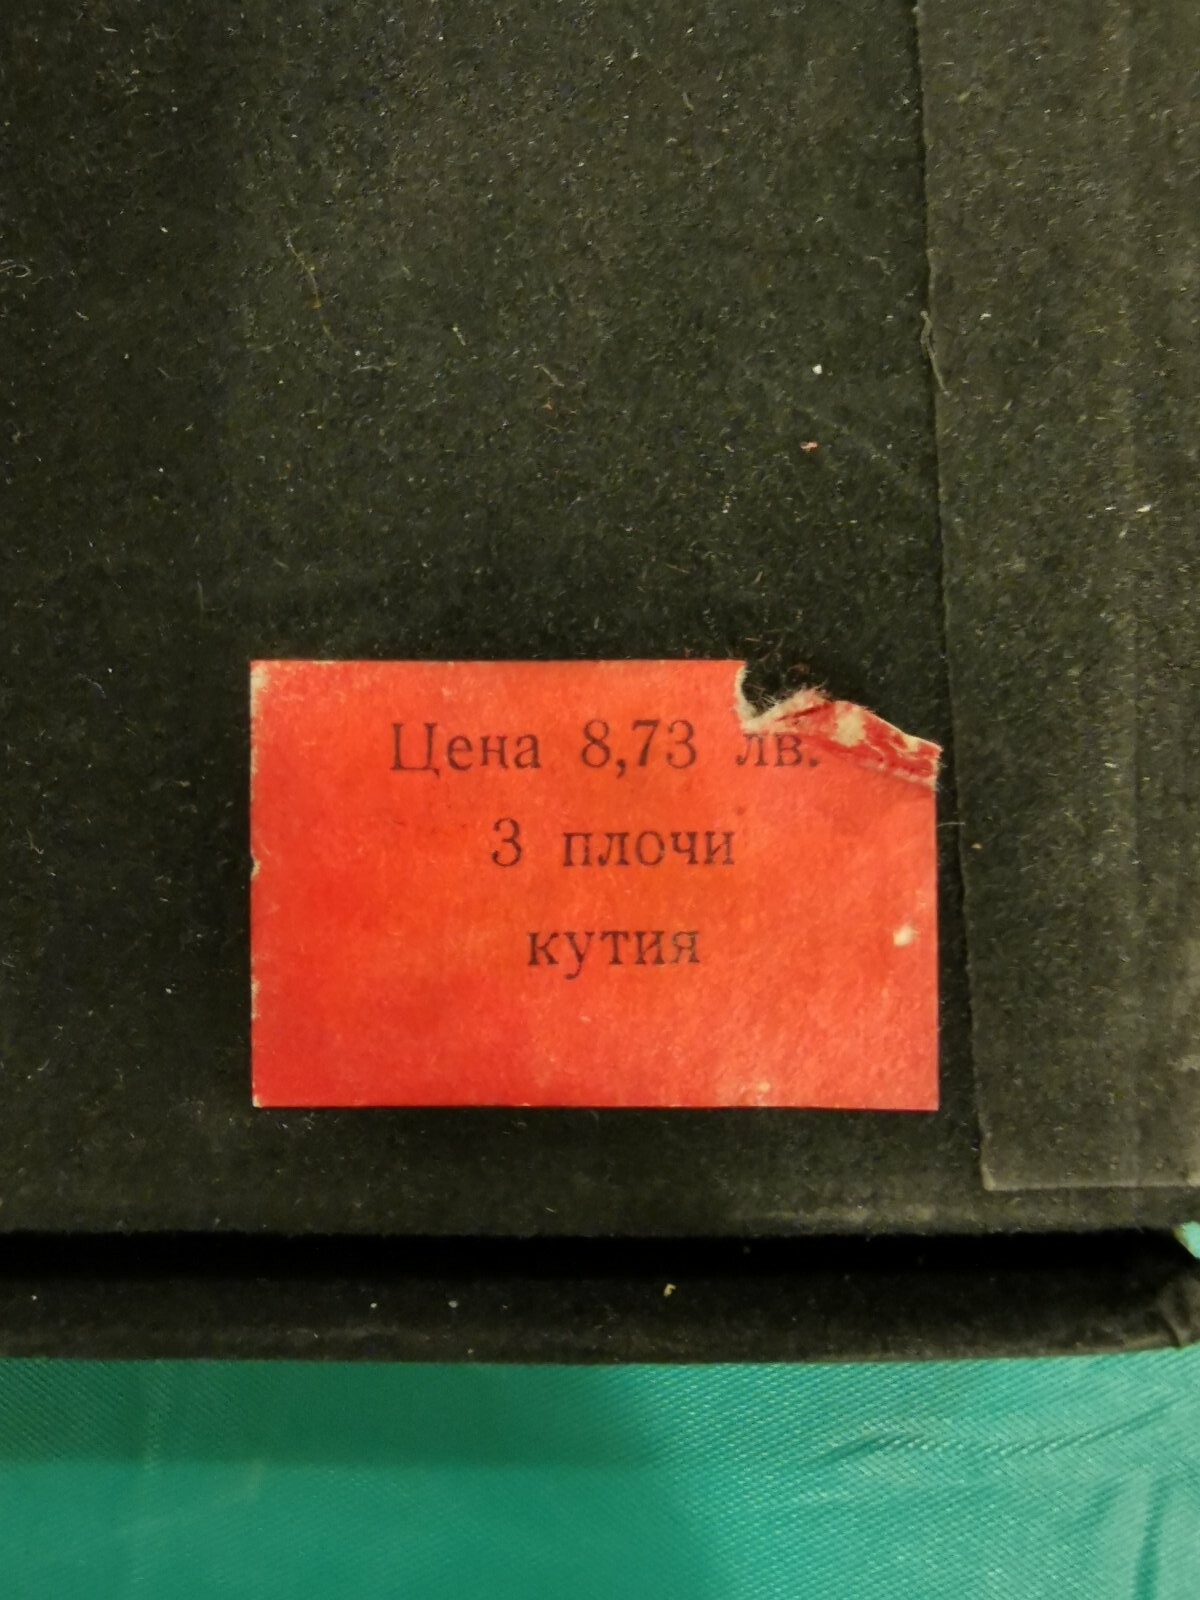 Цена 8,73 лв.
3 плочи
кутия